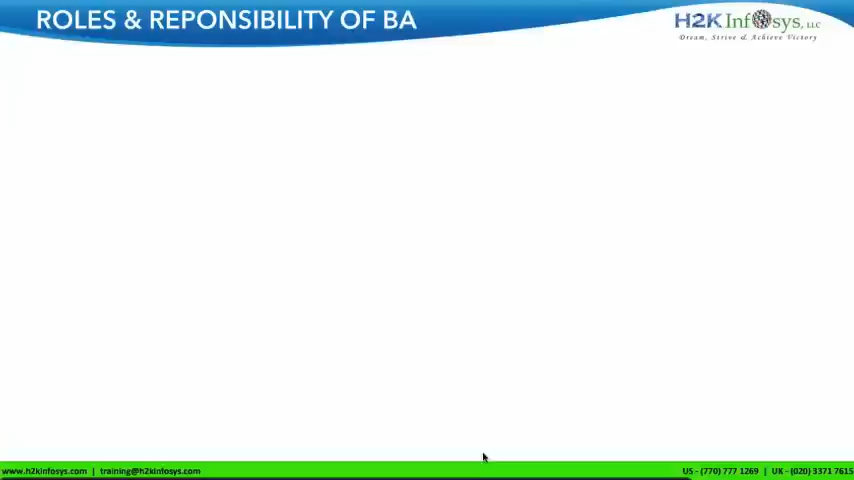 ROLES & REPONSIBILITY OF BA
H2K Infosys, LLC
Dream, Strive & Achieve Victory
www.h2kinfosys.com | training@h2kinfosys.com
US - (770) 777 1269 | UK - (020) 3371 7615